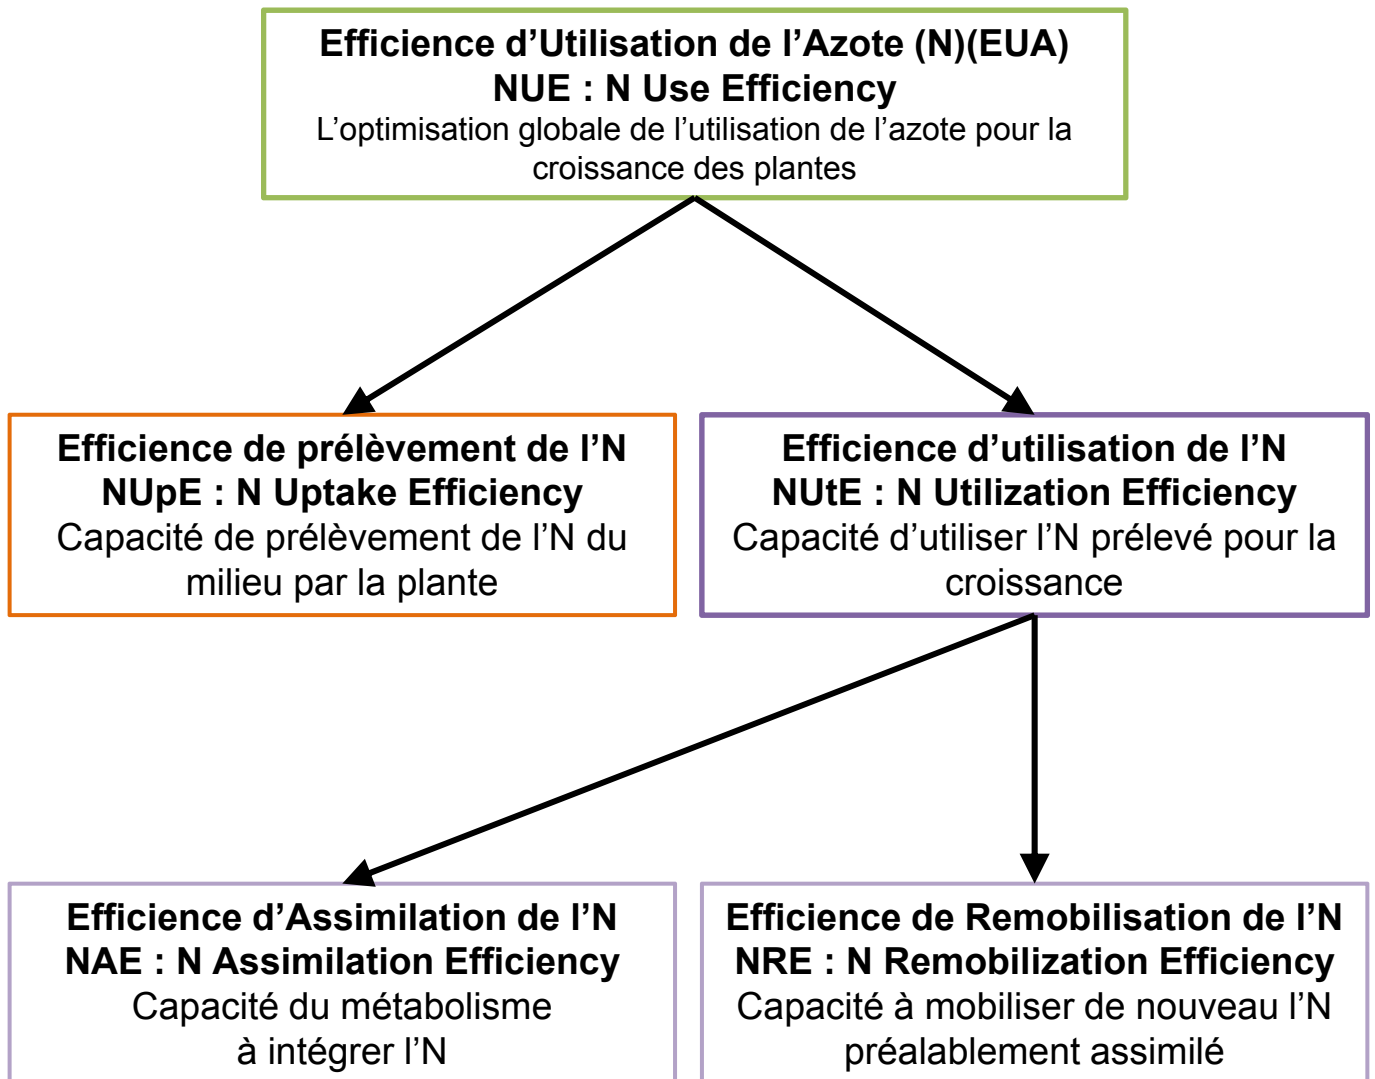 Efficience d’Utilisation de l’Azote (N)(EUA)
NUE : N Use Efficiency
L’optimisation globale de l’utilisation de l’azote pour la
croissance des plantes
Efficience de prélèvement de l’N
NUpE : N Uptake Efficiency
Capacité de prélèvement de l’N du
milieu par la plante
Efficience d’utilisation de l’N
NUtE : N Utilization Efficiency
Capacité d’utiliser l’N prélevé pour la
croissance
Efficience d’Assimilation de l’N
NAE : N Assimilation Efficiency
Capacité du métabolisme
à intégrer l’N
Efficience de Remobilisation de l’N
NRE : N Remobilization Efficiency
Capacité à mobiliser de nouveau l’N
préalablement assimilé